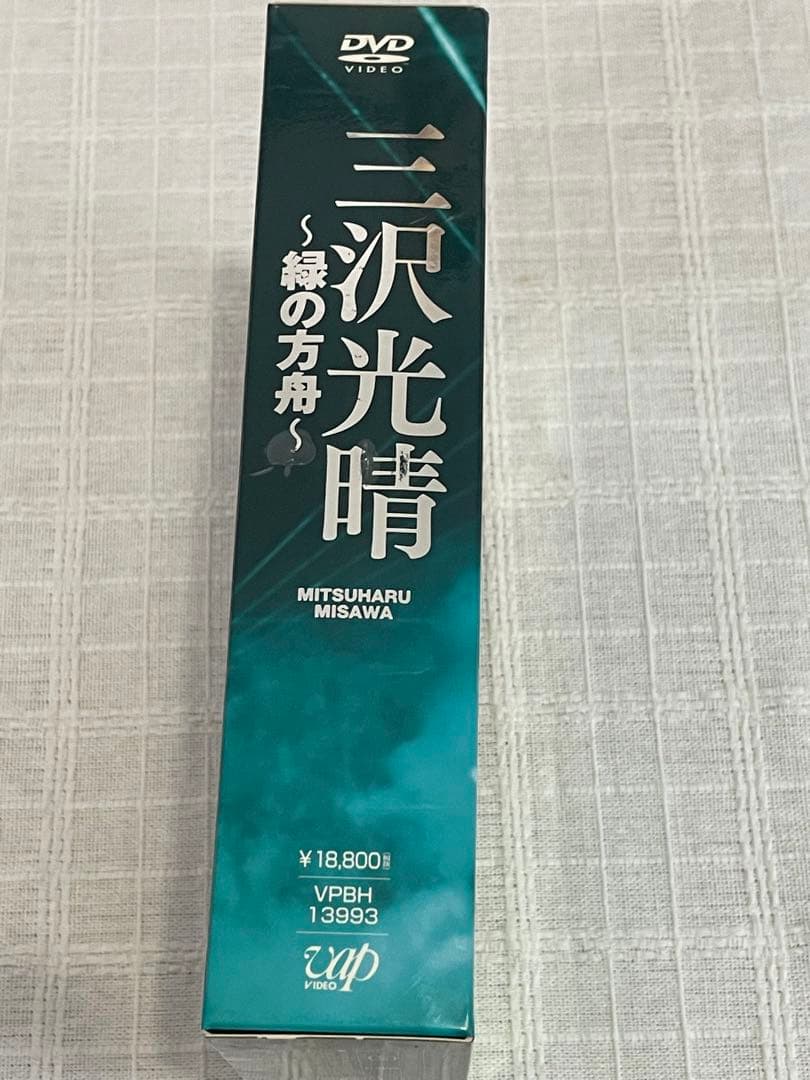 DVD
VIDEO
三沢光晴
～緑の方舟～
MITSUHARU
MISAWA
¥18,800
VPBH
13993
vap
VIDEO